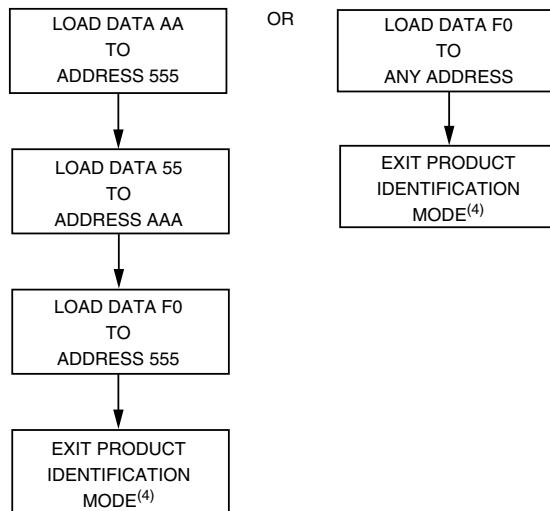 LOAD DATA AA
TO
ADDRESS 555
LOAD DATA 55
TO
ADDRESS AAA
LOAD DATA F0
TO
ADDRESS 555
EXIT PRODUCT
IDENTIFICATION
MODE(4)
OR
LOAD DATA F0
TO
ANY ADDRESS
EXIT PRODUCT
IDENTIFICATION
MODE(4)